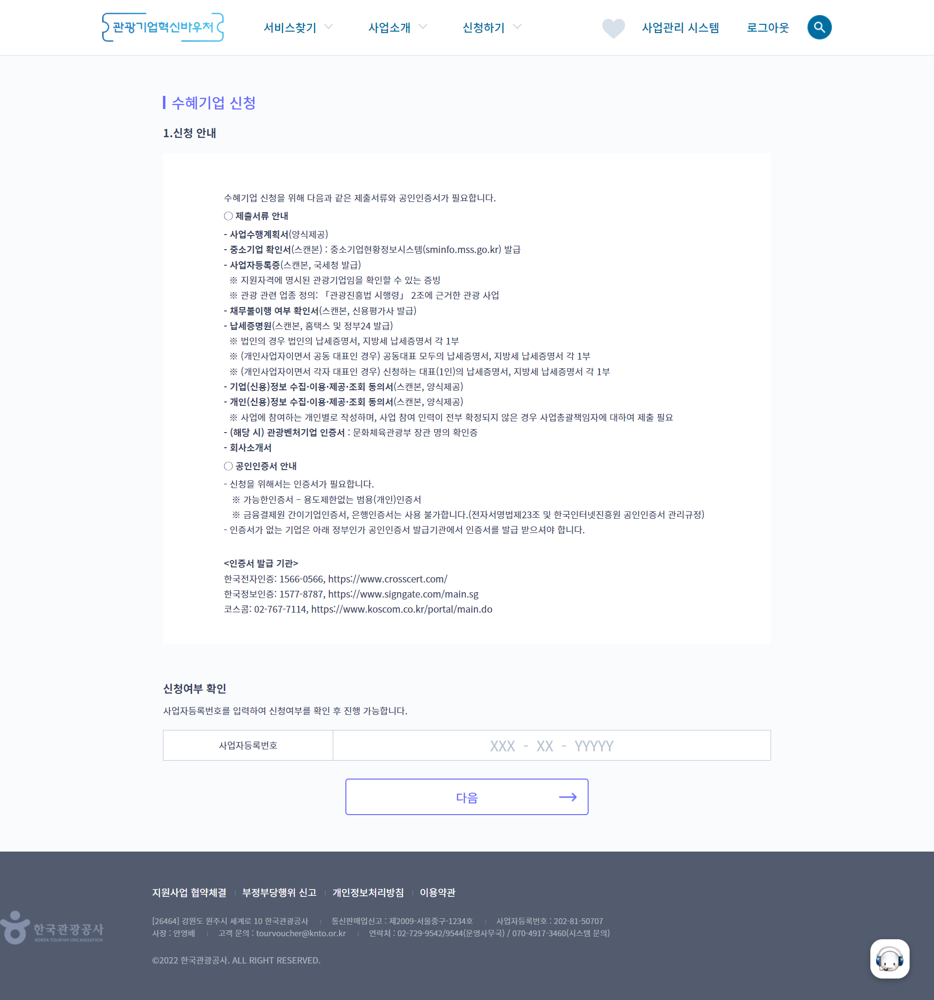 관광기업혁신바우처
서비스찾기
사업소개
신청하기
사업관리 시스템
로그아웃
수혜기업 신청
1.신청 안내
수혜기업 신청을 위해 다음과 같은 제출서류와 공인인증서가 필요합니다.
○ 제출서류 안내
- 사업수행계획서(양식제공)
- 중소기업 확인서(스캔본) : 중소기업현황정보시스템(sminfo.mss.go.kr) 발급
- 사업자등록증(스캔본, 국세청 발급)
※ 지원자격에 명시된 관광기업임을 확인할 수 있는 증빙
※ 관광 관련 업종 정의: 「관광진흥법 시행령」 2조에 근거한 관광 사업
- 채무불이행 여부 확인서(스캔본, 신용평가사 발급)
- 납세증명원(스캔본, 홈택스 및 정부24 발급)
※ 법인의 경우 법인의 납세증명서, 지방세 납세증명서 각 1부
※ (개인사업자이면서 공동 대표인 경우) 공동대표 모두의 납세증명서, 지방세 납세증명서 각 1부
※ (개인사업자이면서 각자 대표인 경우) 신청하는 대표(1인)의 납세증명서, 지방세 납세증명서 각 1부
- 기업(신용)정보 수집·이용·제공·조회 동의서(스캔본, 양식제공)
- 개인(신용)정보 수집·이용·제공·조회 동의서(스캔본, 양식제공)
※ 사업에 참여하는 개인별로 작성하며, 사업 참여 인력이 전부 확정되지 않은 경우 사업총괄책임자에 대하여 제출 필요
- (해당 시) 관광벤처기업 인증서 : 문화체육관광부 장관 명의 확인증
- 회사소개서
○ 공인인증서 안내
- 신청을 위해서는 인증서가 필요합니다.
※ 가능한인증서 – 용도제한없는 범용(개인)인증서
※ 금융결제원 간이기업인증서, 은행인증서는 사용 불가합니다.(전자서명법제23조 및 한국인터넷진흥원 공인인증서 관리규정)
- 인증서가 없는 기업은 아래 정부인가 공인인증서 발급기관에서 인증서를 발급 받으셔야 합니다.
<인증서 발급 기관>
한국전자인증: 1566-0566, https://www.crosscert.com/
한국정보인증: 1577-8787, https://www.signgate.com/main.sg
코스콤: 02-767-7114, https://www.koscom.co.kr/portal/main.do
신청여부 확인
사업자등록번호를 입력하여 신청여부를 확인 후 진행 가능합니다.
사업자등록번호
XXX - XX - YYYYY
다음
지원사업 협약체결
부정부당행위 신고
개인정보처리방침
이용약관
한국관광공사
KOREA TOURISM ORGANIZATION
[26464] 강원도 원주시 세계로 10 한국관광공사
통신판매업신고 : 제2009-서울중구-1234호
사업자등록번호 : 202-81-50707
사장 : 안영배
고객 문의 : tourvoucher@knto.or.kr
연락처 : 02-729-9542/9544(운영사무국) / 070-4917-3460(시스템 문의)
©2022 한국관광공사. ALL RIGHT RESERVED.